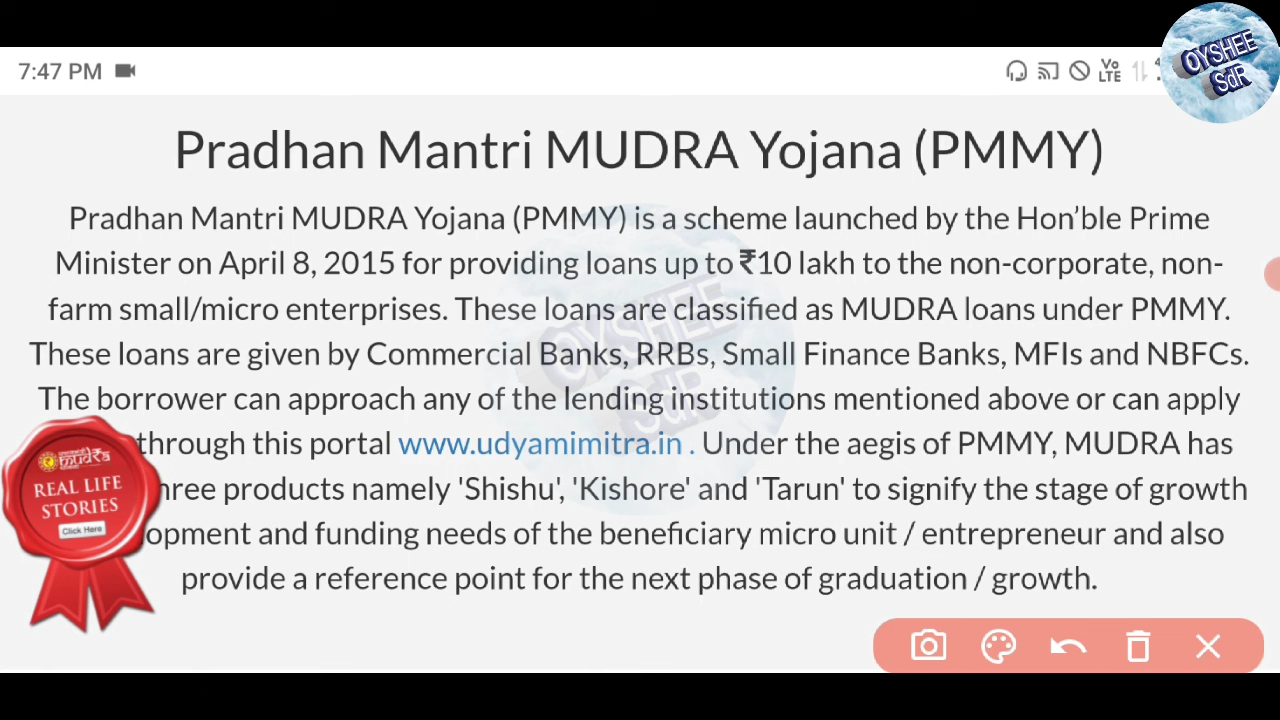 7:47 PM
Vo
LTE
OYSHEE
SdR
Pradhan Mantri MUDRA Yojana (PMMY)
Pradhan Mantri MUDRA Yojana (PMMY) is a scheme launched by the Hon'ble Prime
Minister on April 8, 2015 for providing loans up to ₹10 lakh to the non-corporate, non-
farm small/micro enterprises. These loans are classified as MUDRA loans under PMMY.
These loans are given by Commercial Banks, RRBs, Small Finance Banks, MFIs and NBFCs.
The borrower can approach any of the lending institutions mentioned above or can apply
through this portal www.udyamimitra.in . Under the aegis of PMMY, MUDRA has
hree products namely 'Shishu', 'Kishore' and 'Tarun' to signify the stage of growth
opment and funding needs of the beneficiary micro unit / entrepreneur and also
provide a reference point for the next phase of graduation / growth.
OYSHEE
SdR
REAL LIFE
STORIES
Click Here